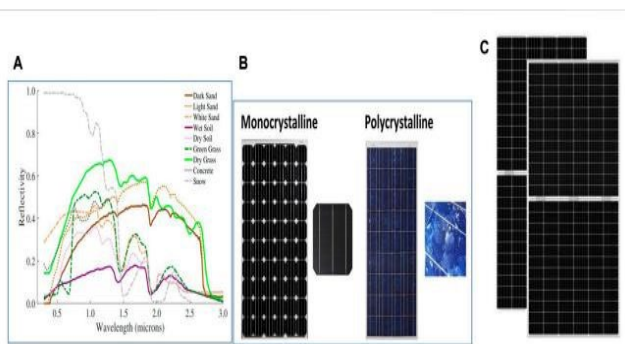 A
B
C
Reflectivity
1.0
0.8
0.6
0.4
0.2
0.0
0.5
1.0
1.5
2.0
2.5
3.0
Wavelength (microns)
Dark Sand
Light Sand
White Sand
Wet Soil
Dry Soil
Green Grass
Dry Grass
Concrete
Snow
Monocrystalline
Polycrystalline